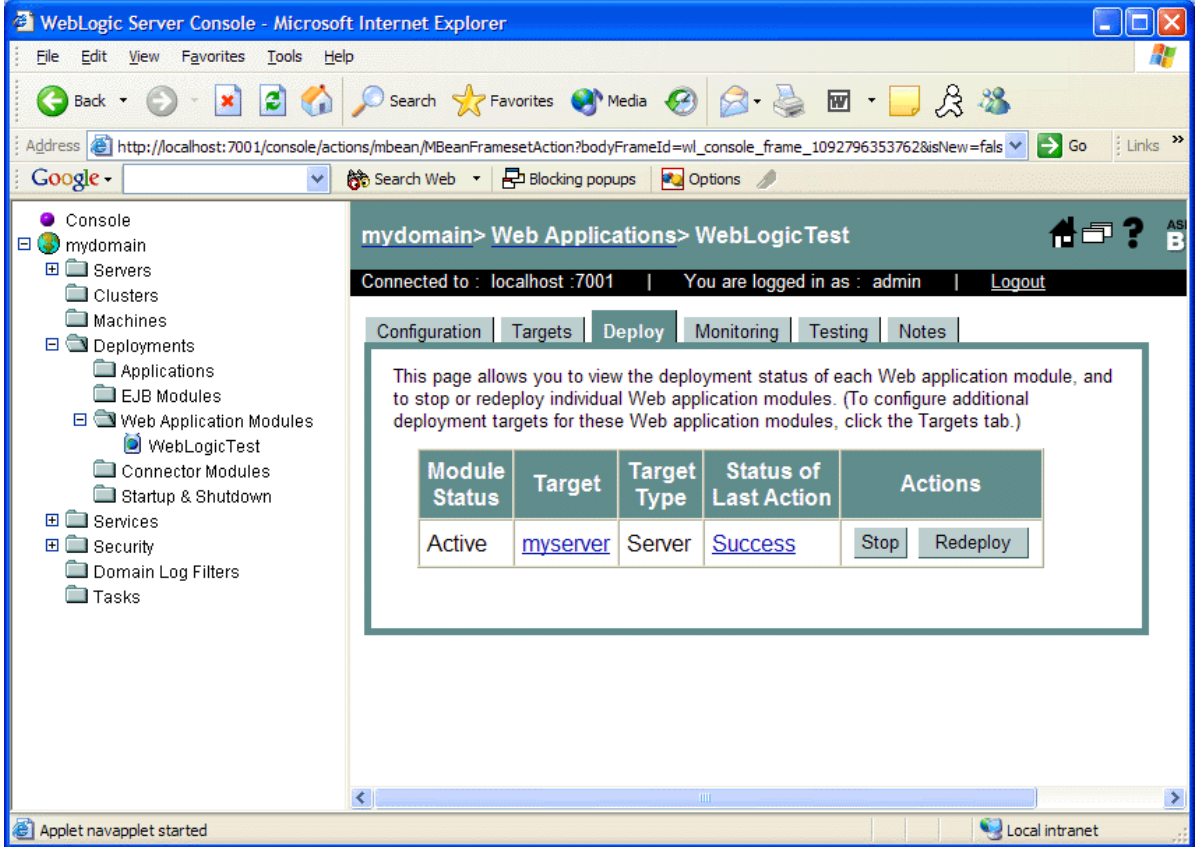 WebLogic Server Console - Microsoft Internet Explorer
File Edit View Favorites Tools Help
Back Search Favorites Media
Address http://localhost:7001/console/actions/mbean/MBeanFramesetAction?bodyFrameId=wl_console_frame_1092796353762&isNew=fals Go Links »
Google Search Web Blocking popups Options
Console
mydomain
Servers
Clusters
Machines
Deployments
Applications
EJB Modules
Web Application Modules
WebLogicTest
Connector Modules
Startup & Shutdown
Services
Security
Domain Log Filters
Tasks
mydomain> Web Applications> WebLogicTest
Connected to : localhost :7001 | You are logged in as : admin | Logout
Configuration Targets Deploy Monitoring Testing Notes
This page allows you to view the deployment status of each Web application module, and
to stop or redeploy individual Web application modules. (To configure additional
deployment targets for these Web application modules, click the Targets tab.)
Module Status Target Target Type Status of Last Action Actions
Active myserver Server Success Stop Redeploy
Applet navapplet started Local intranet